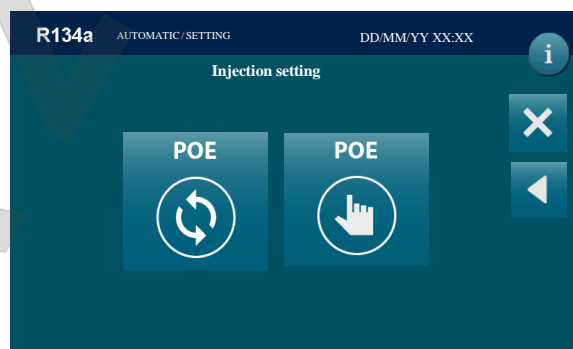 R134a AUTOMATIC/SETTING DD/MM/YY XX:XX
i
Injection setting
POE POE